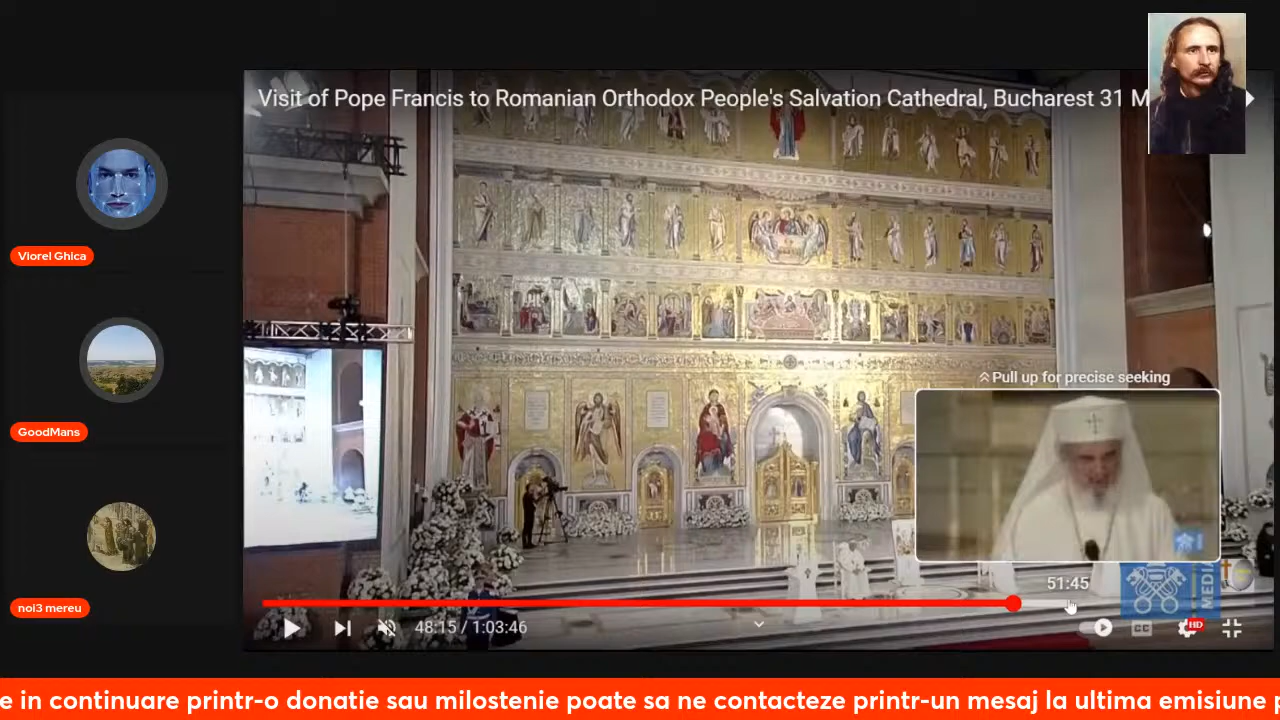 Visit of Pope Francis to Romanian Orthodox People's Salvation Cathedral, Bucharest 31 M
Viorel Ghica
Pull up for precise seeking
GoodMans
51:45
MEDIA
noi3 mereu
48:15 / 1:03:46
CC
HD
e in continuare printr-o donatie sau milostenie poate sa ne contacteze printr-un mesaj la ultima emisiune p